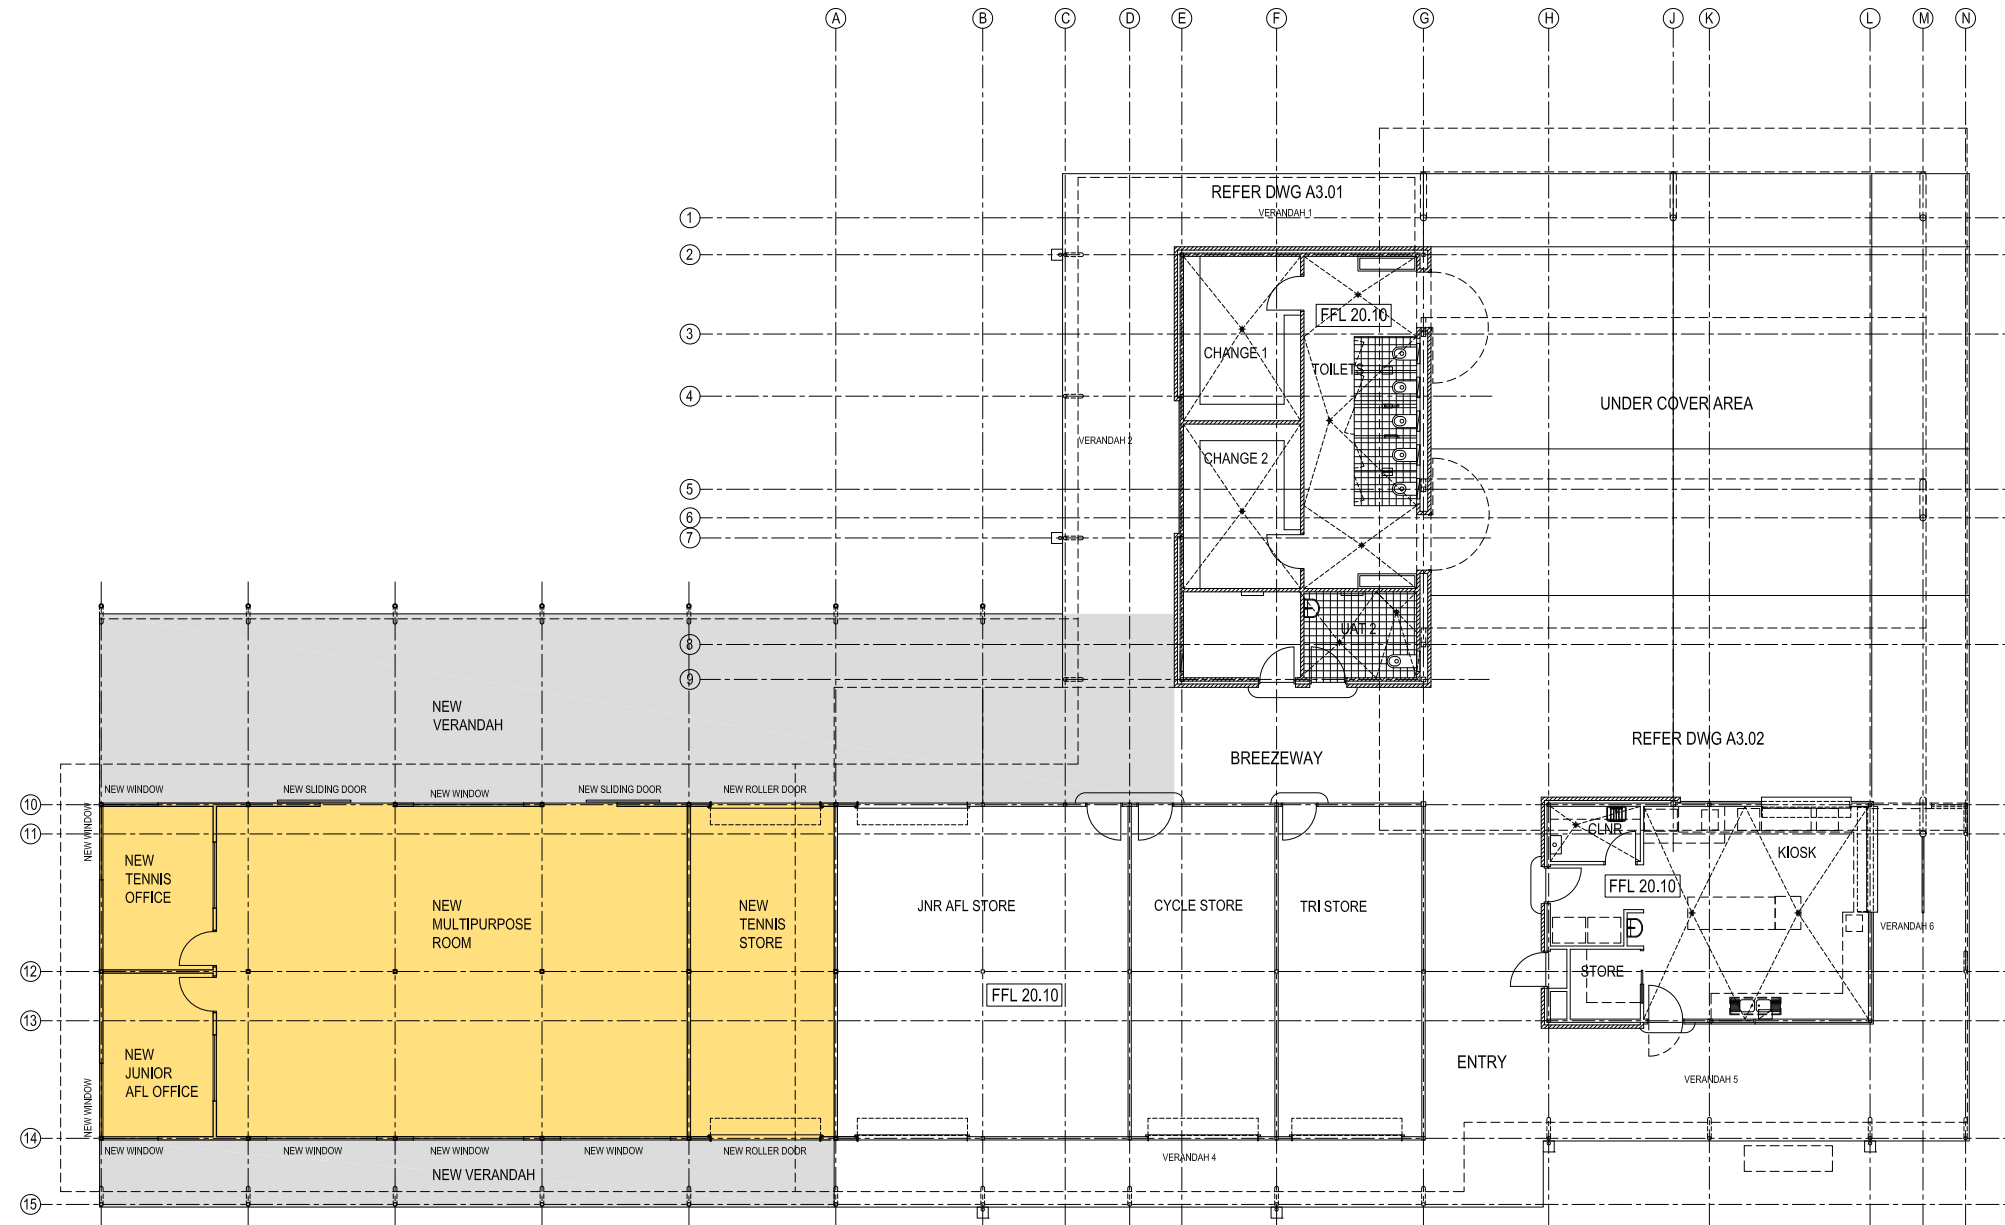 A B C D E F G H J K L M N
REFER DWG A3.01
VERANDAH 1
1
2
3
FFL 20.10
CHANGE 1
TOILETS
4
UNDER COVER AREA
VERANDAH 2
CHANGE 2
5
6
7
UAT 2
8
9
NEW
VERANDAH
BREEZEWAY
REFER DWG A3.02
NEW WINDOW
NEW SLIDING DOOR
NEW WINDOW
NEW SLIDING DOOR
NEW ROLLER DOOR
10
11
NEW WINDOW
CLNR
KIOSK
NEW
TENNIS
OFFICE
FFL 20.10
NEW
MULTIPURPOSE
ROOM
NEW
TENNIS
STORE
JNR AFL STORE
CYCLE STORE
TRI STORE
VERANDAH 6
12
STORE
FFL 20.10
13
NEW
JUNIOR
AFL OFFICE
ENTRY
VERANDAH 5
NEW WINDOW
14
NEW WINDOW
NEW WINDOW
NEW WINDOW
NEW WINDOW
NEW ROLLER DOOR
VERANDAH 4
NEW VERANDAH
15